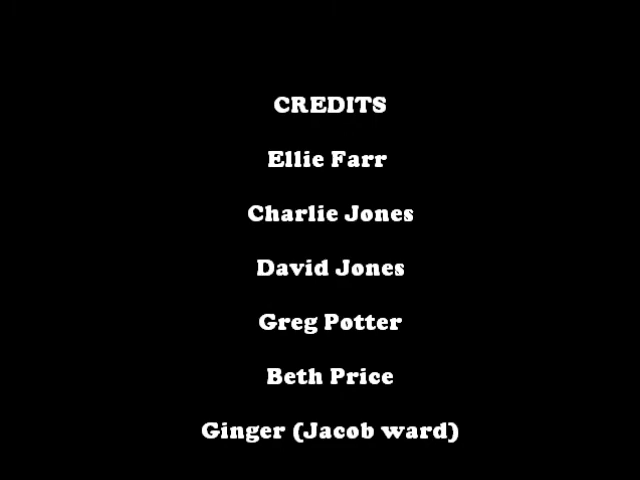 CREDITS
Ellie Farr
Charlie Jones
David Jones
Greg Potter
Beth Price
Ginger (Jacob ward)